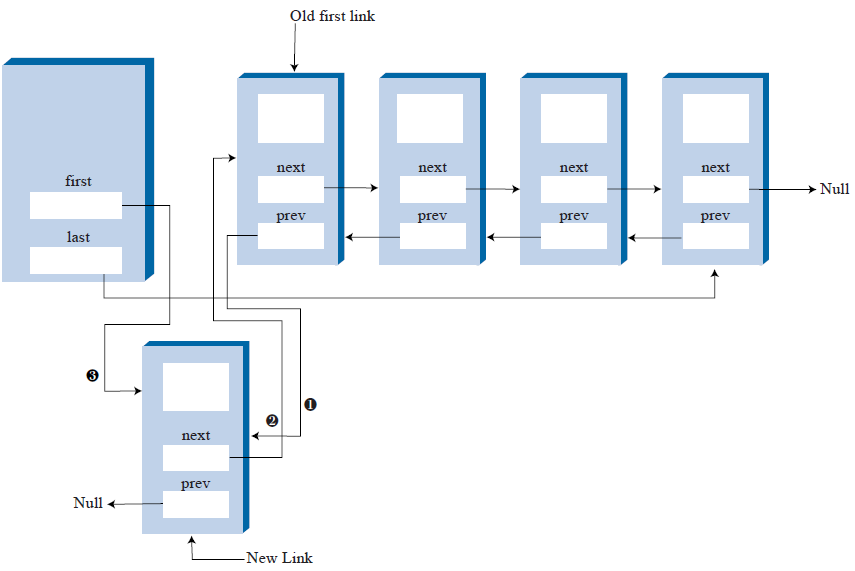 Old first link
first
last
next
prev
next
prev
next
prev
next
prev
Null
❸
❷
❶
next
prev
Null
New Link